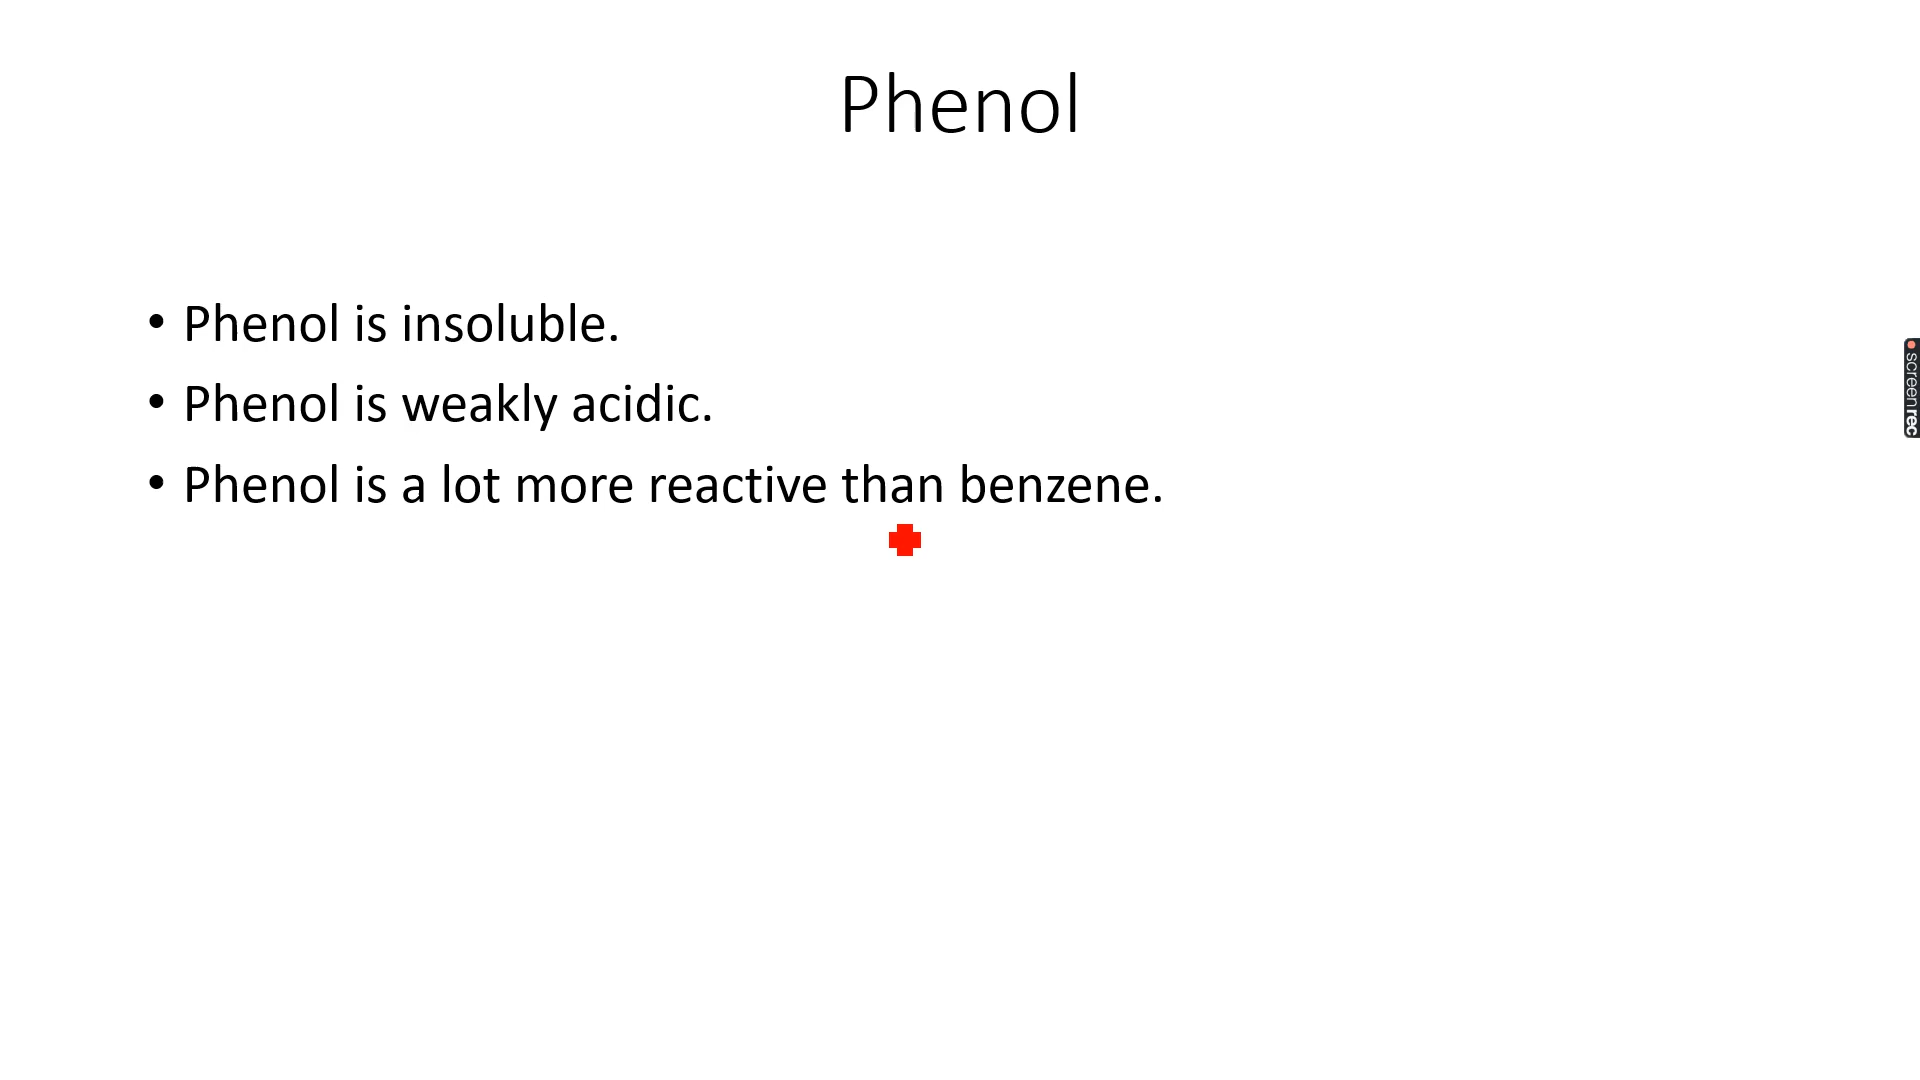 Phenol
• Phenol is insoluble.
• Phenol is weakly acidic.
• Phenol is a lot more reactive than benzene.
screenrec